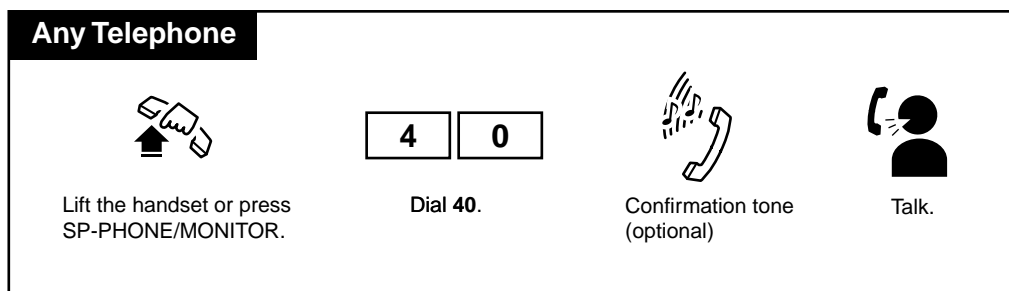 Any Telephone
4 0
Lift the handset or press
SP-PHONE/MONITOR.
Dial 40.
Confirmation tone
(optional)
Talk.